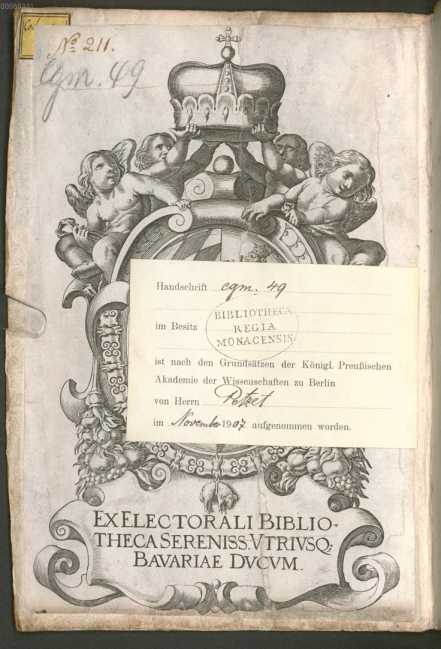 No 211.
Cgm. 49
Handschrift cgm. 49
im Besitz
BIBLIOTHECA
REGIA
MONACENSIS.
ist nach den Grundsätzen der Königl. Preußischen
Akademie der Wissenschaften zu Berlin
von Herrn Petzet
im November 1907 aufgenommen worden.
EX ELECTORALI BIBLIO-
THECA SERENISS. VTRIVSQ;
BAVARIAE DVCVM.